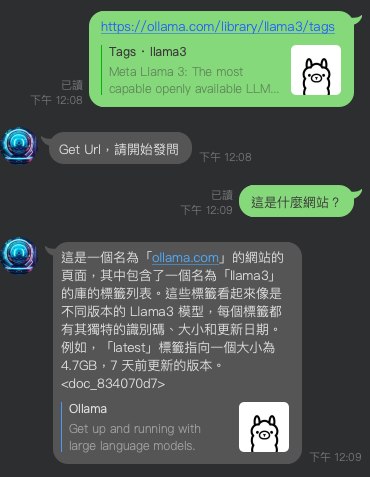 https://ollama.com/library/llama3/tags
Tags · llama3
Meta Llama 3: The most
capable openly available LLM...
已讀
下午 12:08
Get Url，請開始發問
下午 12:08
已讀
下午 12:09
這是什麼網站？
這是一個名為「ollama.com」的網站的
頁面，其中包含了一個名為「llama3」
的庫的標籤列表。這些標籤看起來像是
不同版本的 Llama3 模型，每個標籤都
有其獨特的識別碼、大小和更新日期。
例如，「latest」標籤指向一個大小為
4.7GB，7 天前更新的版本。
<doc_834070d7>
Ollama
Get up and running with
large language models.
下午 12:09